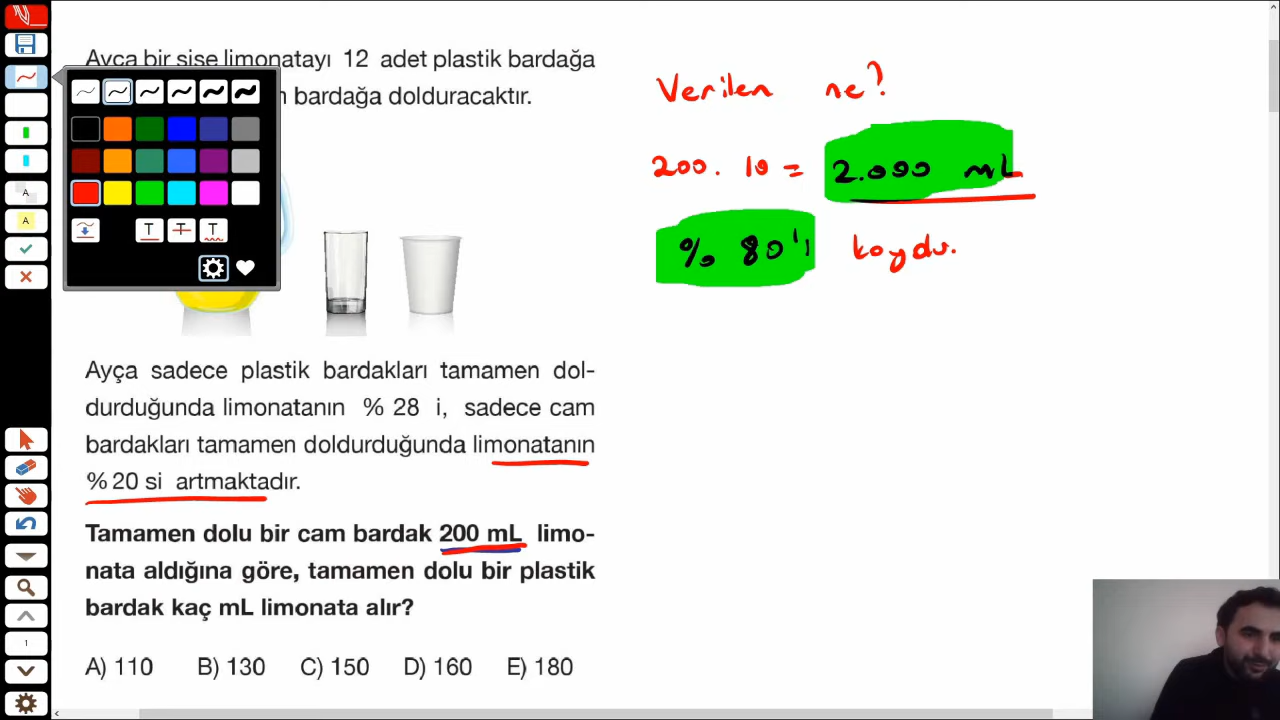 Ayça bir şişe limonatayı 12 adet plastik bardağa
bardağa dolduracaktır.
Ayça sadece plastik bardakları tamamen dol-
durduğunda limonatanın % 28 i, sadece cam
bardakları tamamen doldurduğunda limonatanın
% 20 si artmaktadır.
Tamamen dolu bir cam bardak 200 mL limo-
nata aldığına göre, tamamen dolu bir plastik
bardak kaç mL limonata alır?
A) 110 B) 130 C) 150 D) 160 E) 180
Verilen ne?
200. 10 = 2.000 mL
% 80'i koydu.
A
A
T T T
1